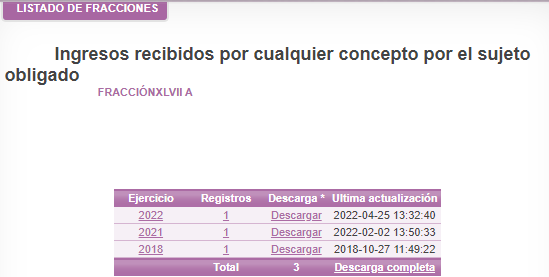 LISTADO DE FRACCIONES
Ingresos recibidos por cualquier concepto por el sujeto
obligado
FRACCIÓNXLVII A
Ejercicio Registros Descarga * Ultima actualización
2022 1 Descargar 2022-04-25 13:32:40
2021 1 Descargar 2022-02-02 13:50:33
2018 1 Descargar 2018-10-27 11:49:22
Total 3 Descarga completa